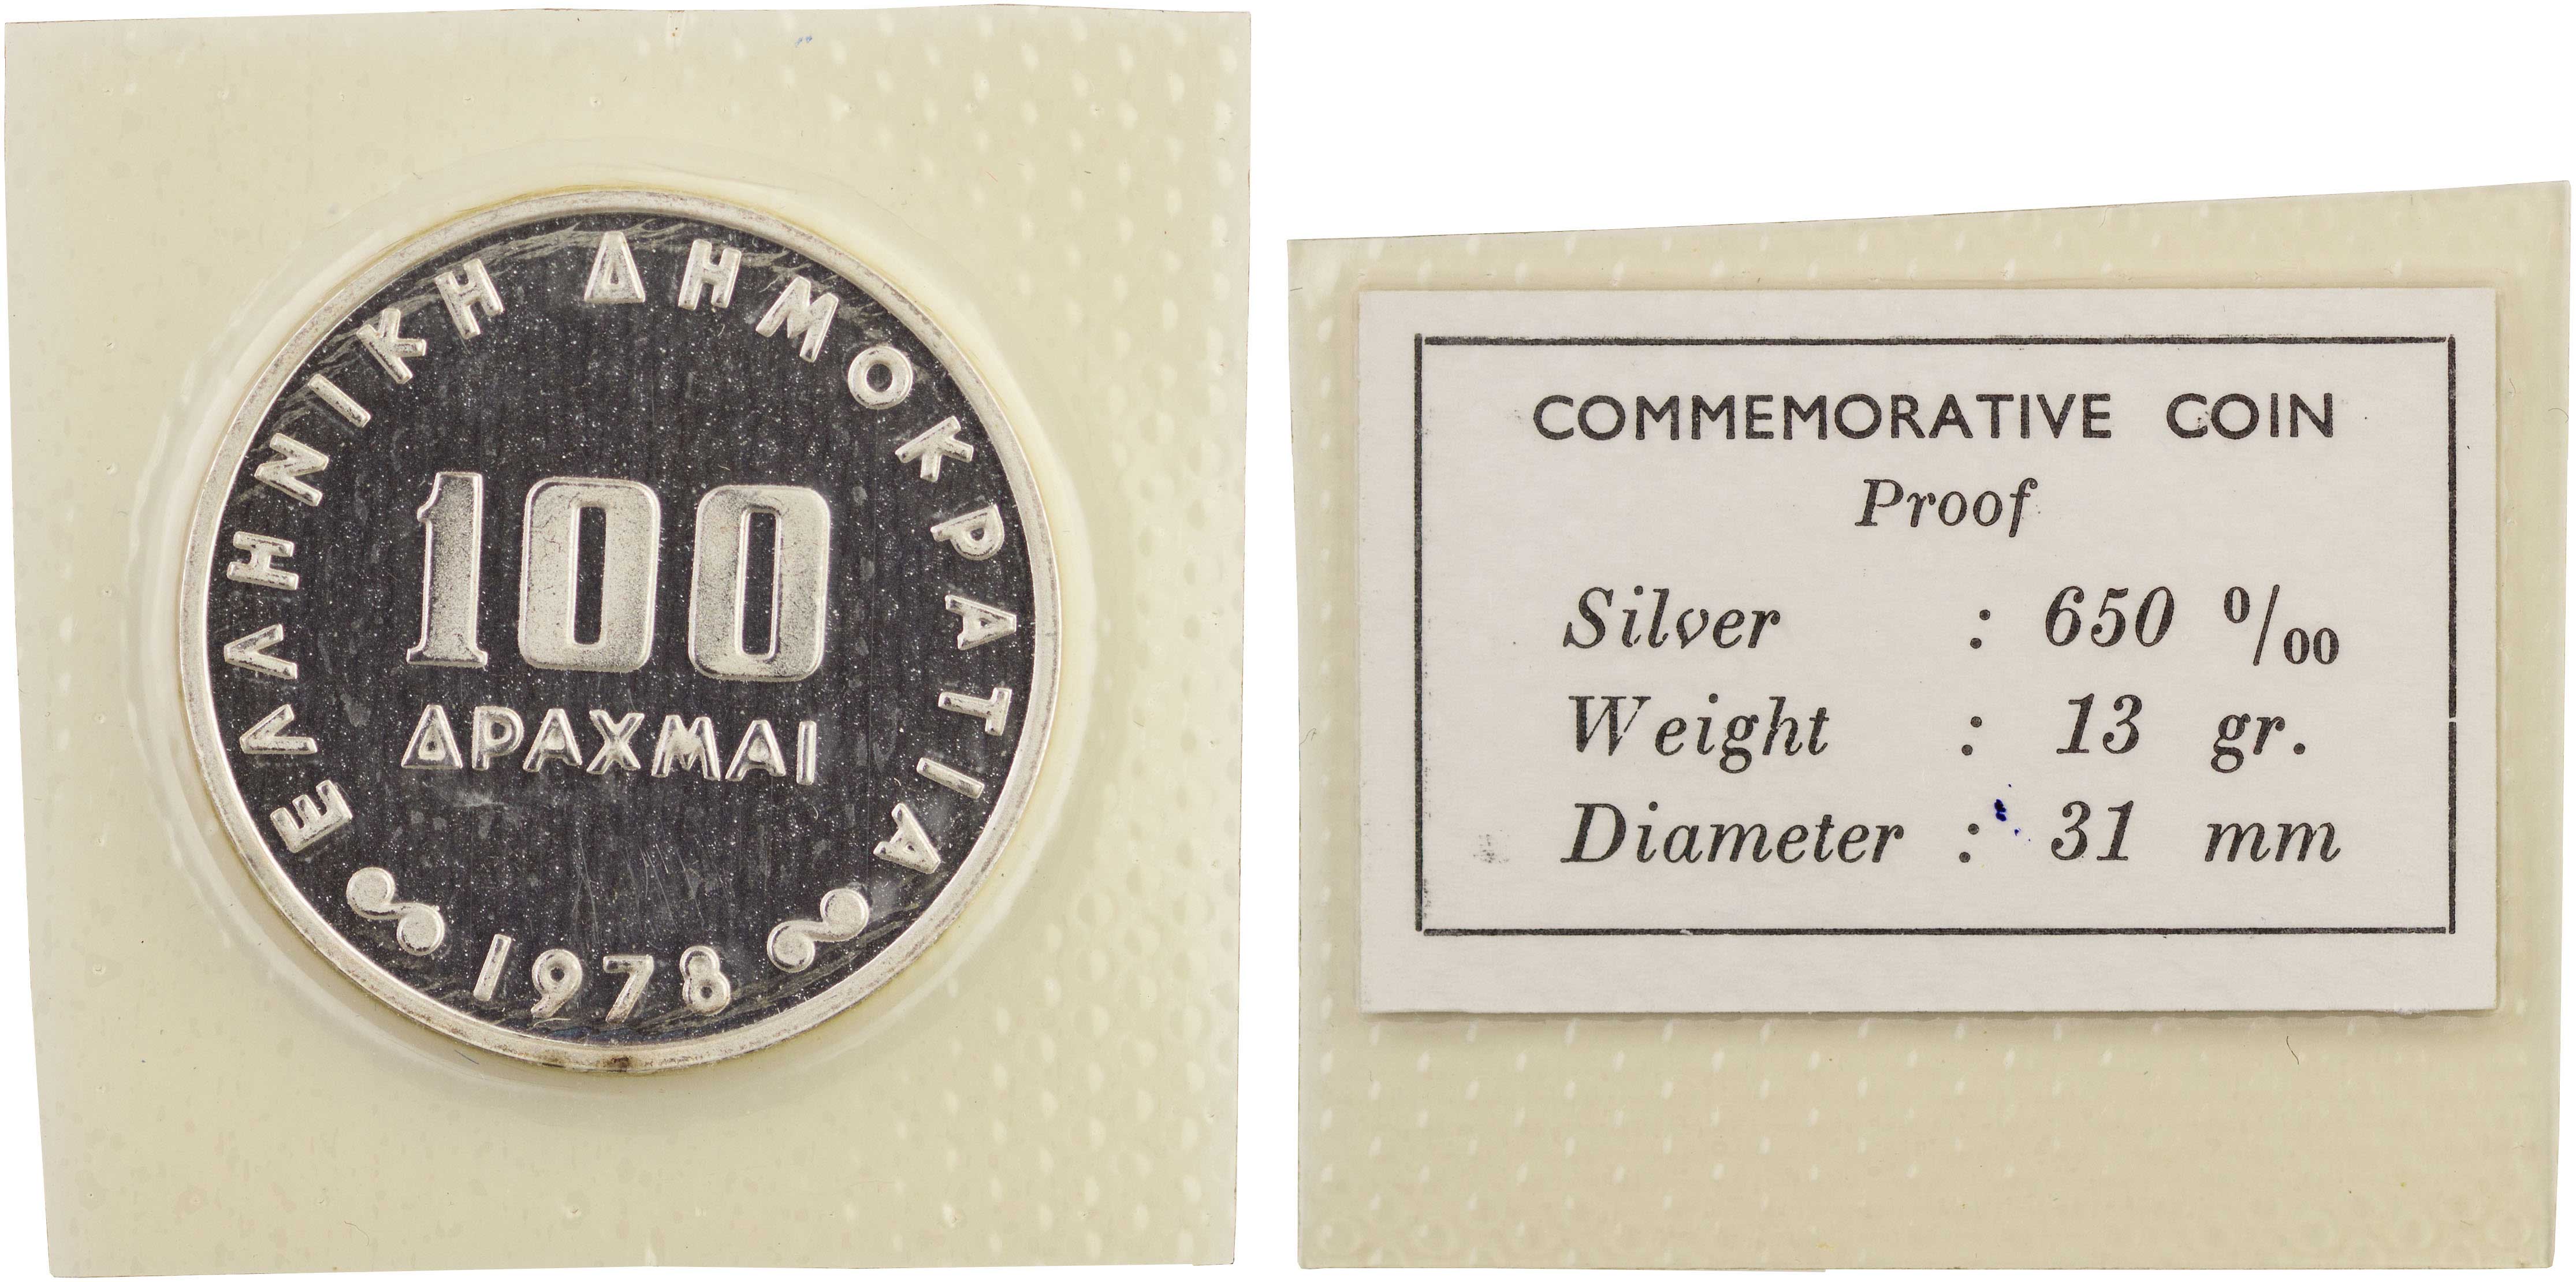 ΕΛΛΗΝΙΚΗ ΔΗΜΟΚΡΑΤΙΑ
100
ΔΡΑΧΜΑΙ
1978
COMMEMORATIVE COIN
Proof
Silver : 650 ‰
Weight : 13 gr.
Diameter : 31 mm